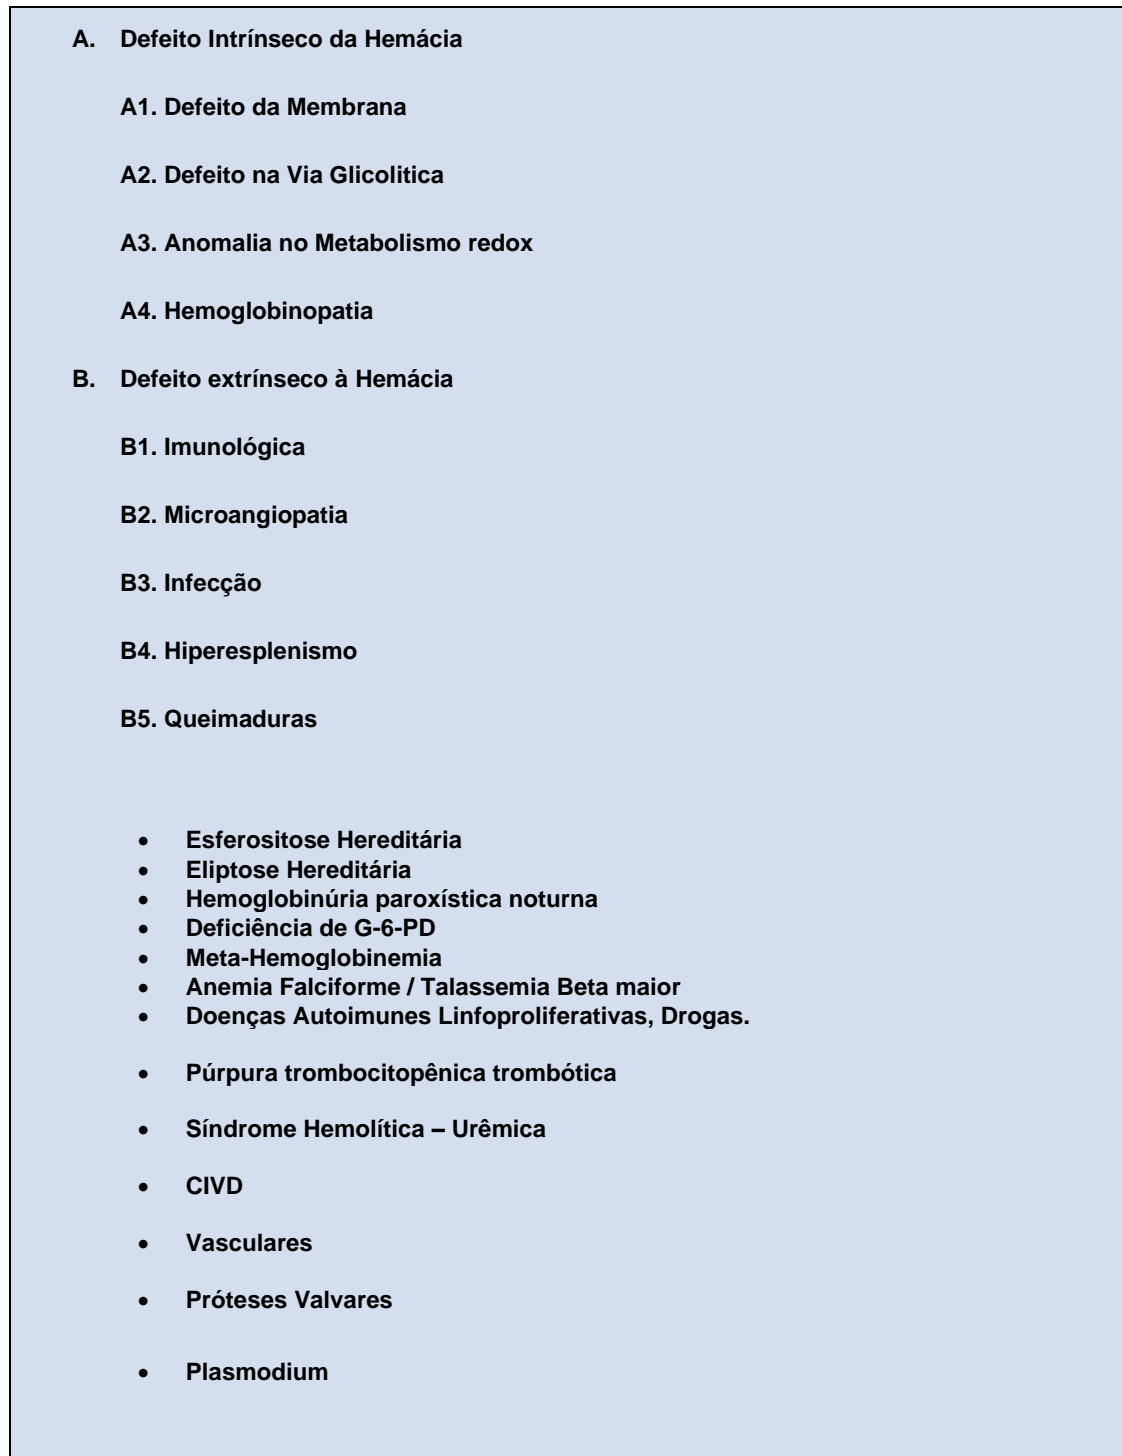 A. Defeito Intrínseco da Hemácia
A1. Defeito da Membrana
A2. Defeito na Via Glicolitica
A3. Anomalia no Metabolismo redox
A4. Hemoglobinopatia
B. Defeito extrínseco à Hemácia
B1. Imunológica
B2. Microangiopatia
B3. Infecção
B4. Hiperesplenismo
B5. Queimaduras
• Esferositose Hereditária
• Eliptose Hereditária
• Hemoglobinúria paroxística noturna
• Deficiência de G-6-PD
• Meta-Hemoglobinemia
• Anemia Falciforme / Talassemia Beta maior
• Doenças Autoimunes Linfoproliferativas, Drogas.
• Púrpura trombocitopênica trombótica
• Síndrome Hemolítica – Urêmica
• CIVD
• Vasculares
• Próteses Valvares
• Plasmodium